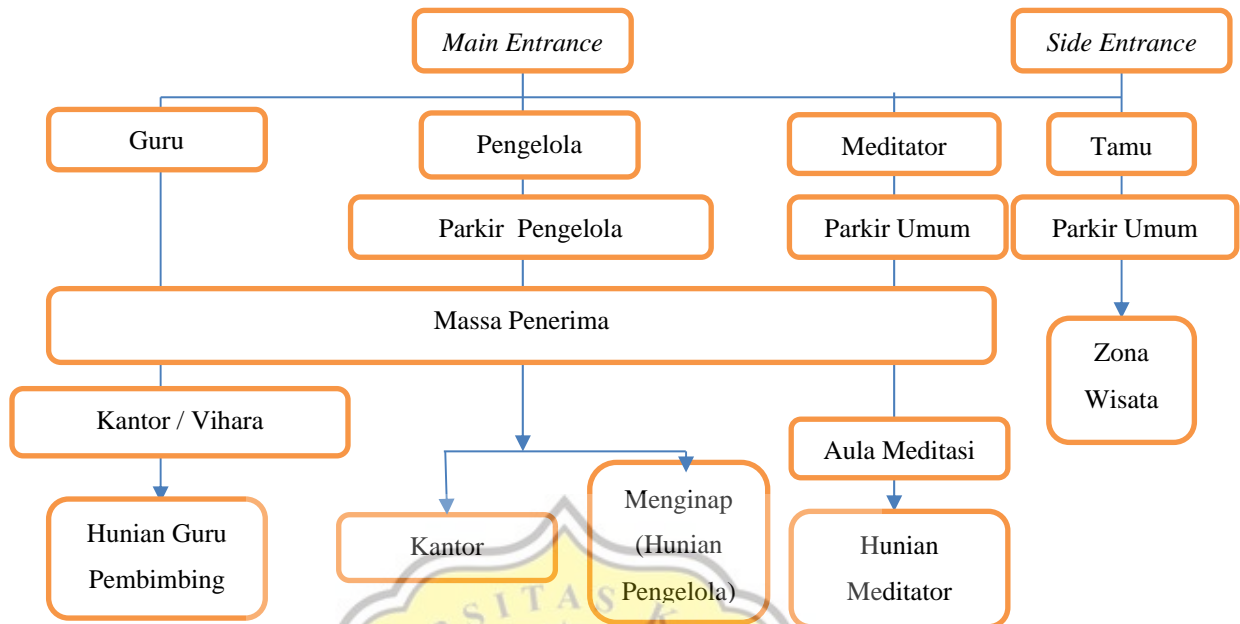 Main Entrance
Side Entrance
Guru
Pengelola
Meditator
Tamu
Parkir Pengelola
Parkir Umum
Parkir Umum
Massa Penerima
Zona
Wisata
Kantor / Vihara
Aula Meditasi
Hunian Guru
Pembimbing
Kantor
Menginap
(Hunian
Pengelola)
Hunian
Meditator
SITAS K